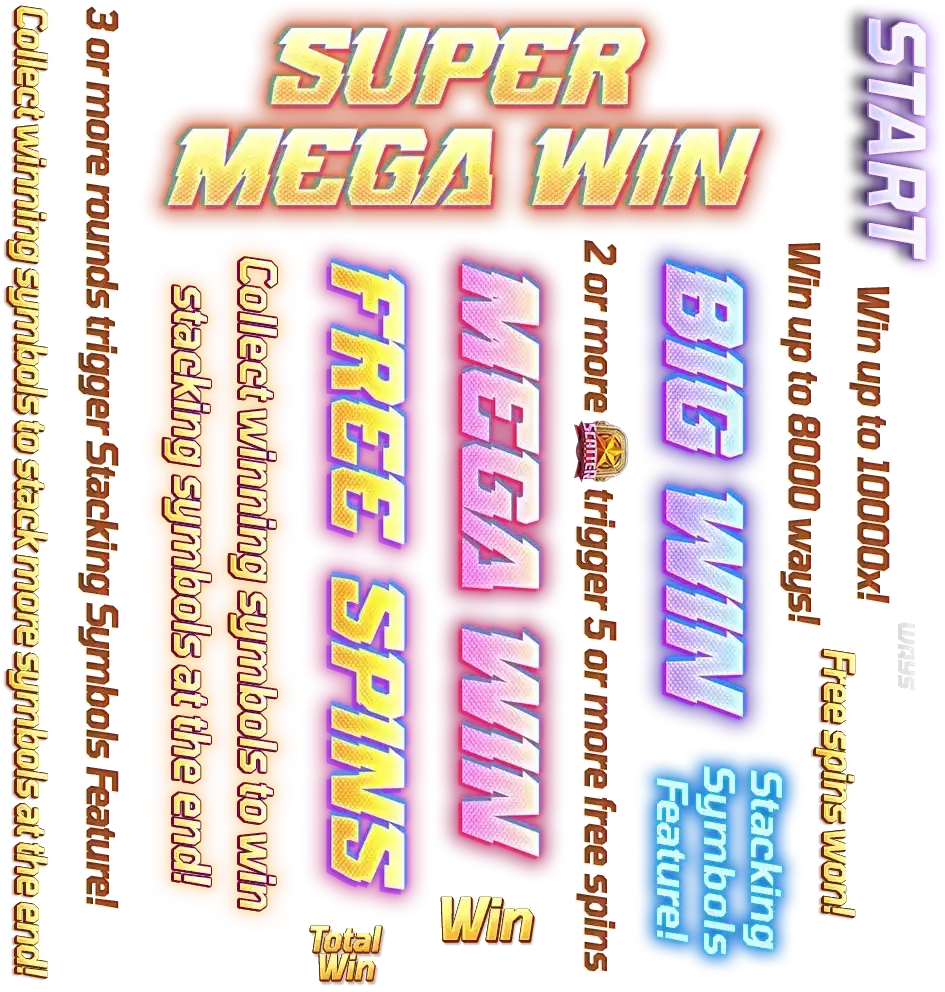 SUPER
MEGA WIN
START
Win up to 10000x!
Win up to 8000 ways!
ways
Free spins won!
BIG WIN
Stacking
Symbols
Feature!
2 or more SCATTER trigger 5 or more free spins
MEGA WIN
Win
FREE SPINS
Total
Win
Collect winning symbols to win
stacking symbols at the end!
3 or more rounds trigger Stacking Symbols Feature!
Collect winning symbols to stack more symbols at the end!